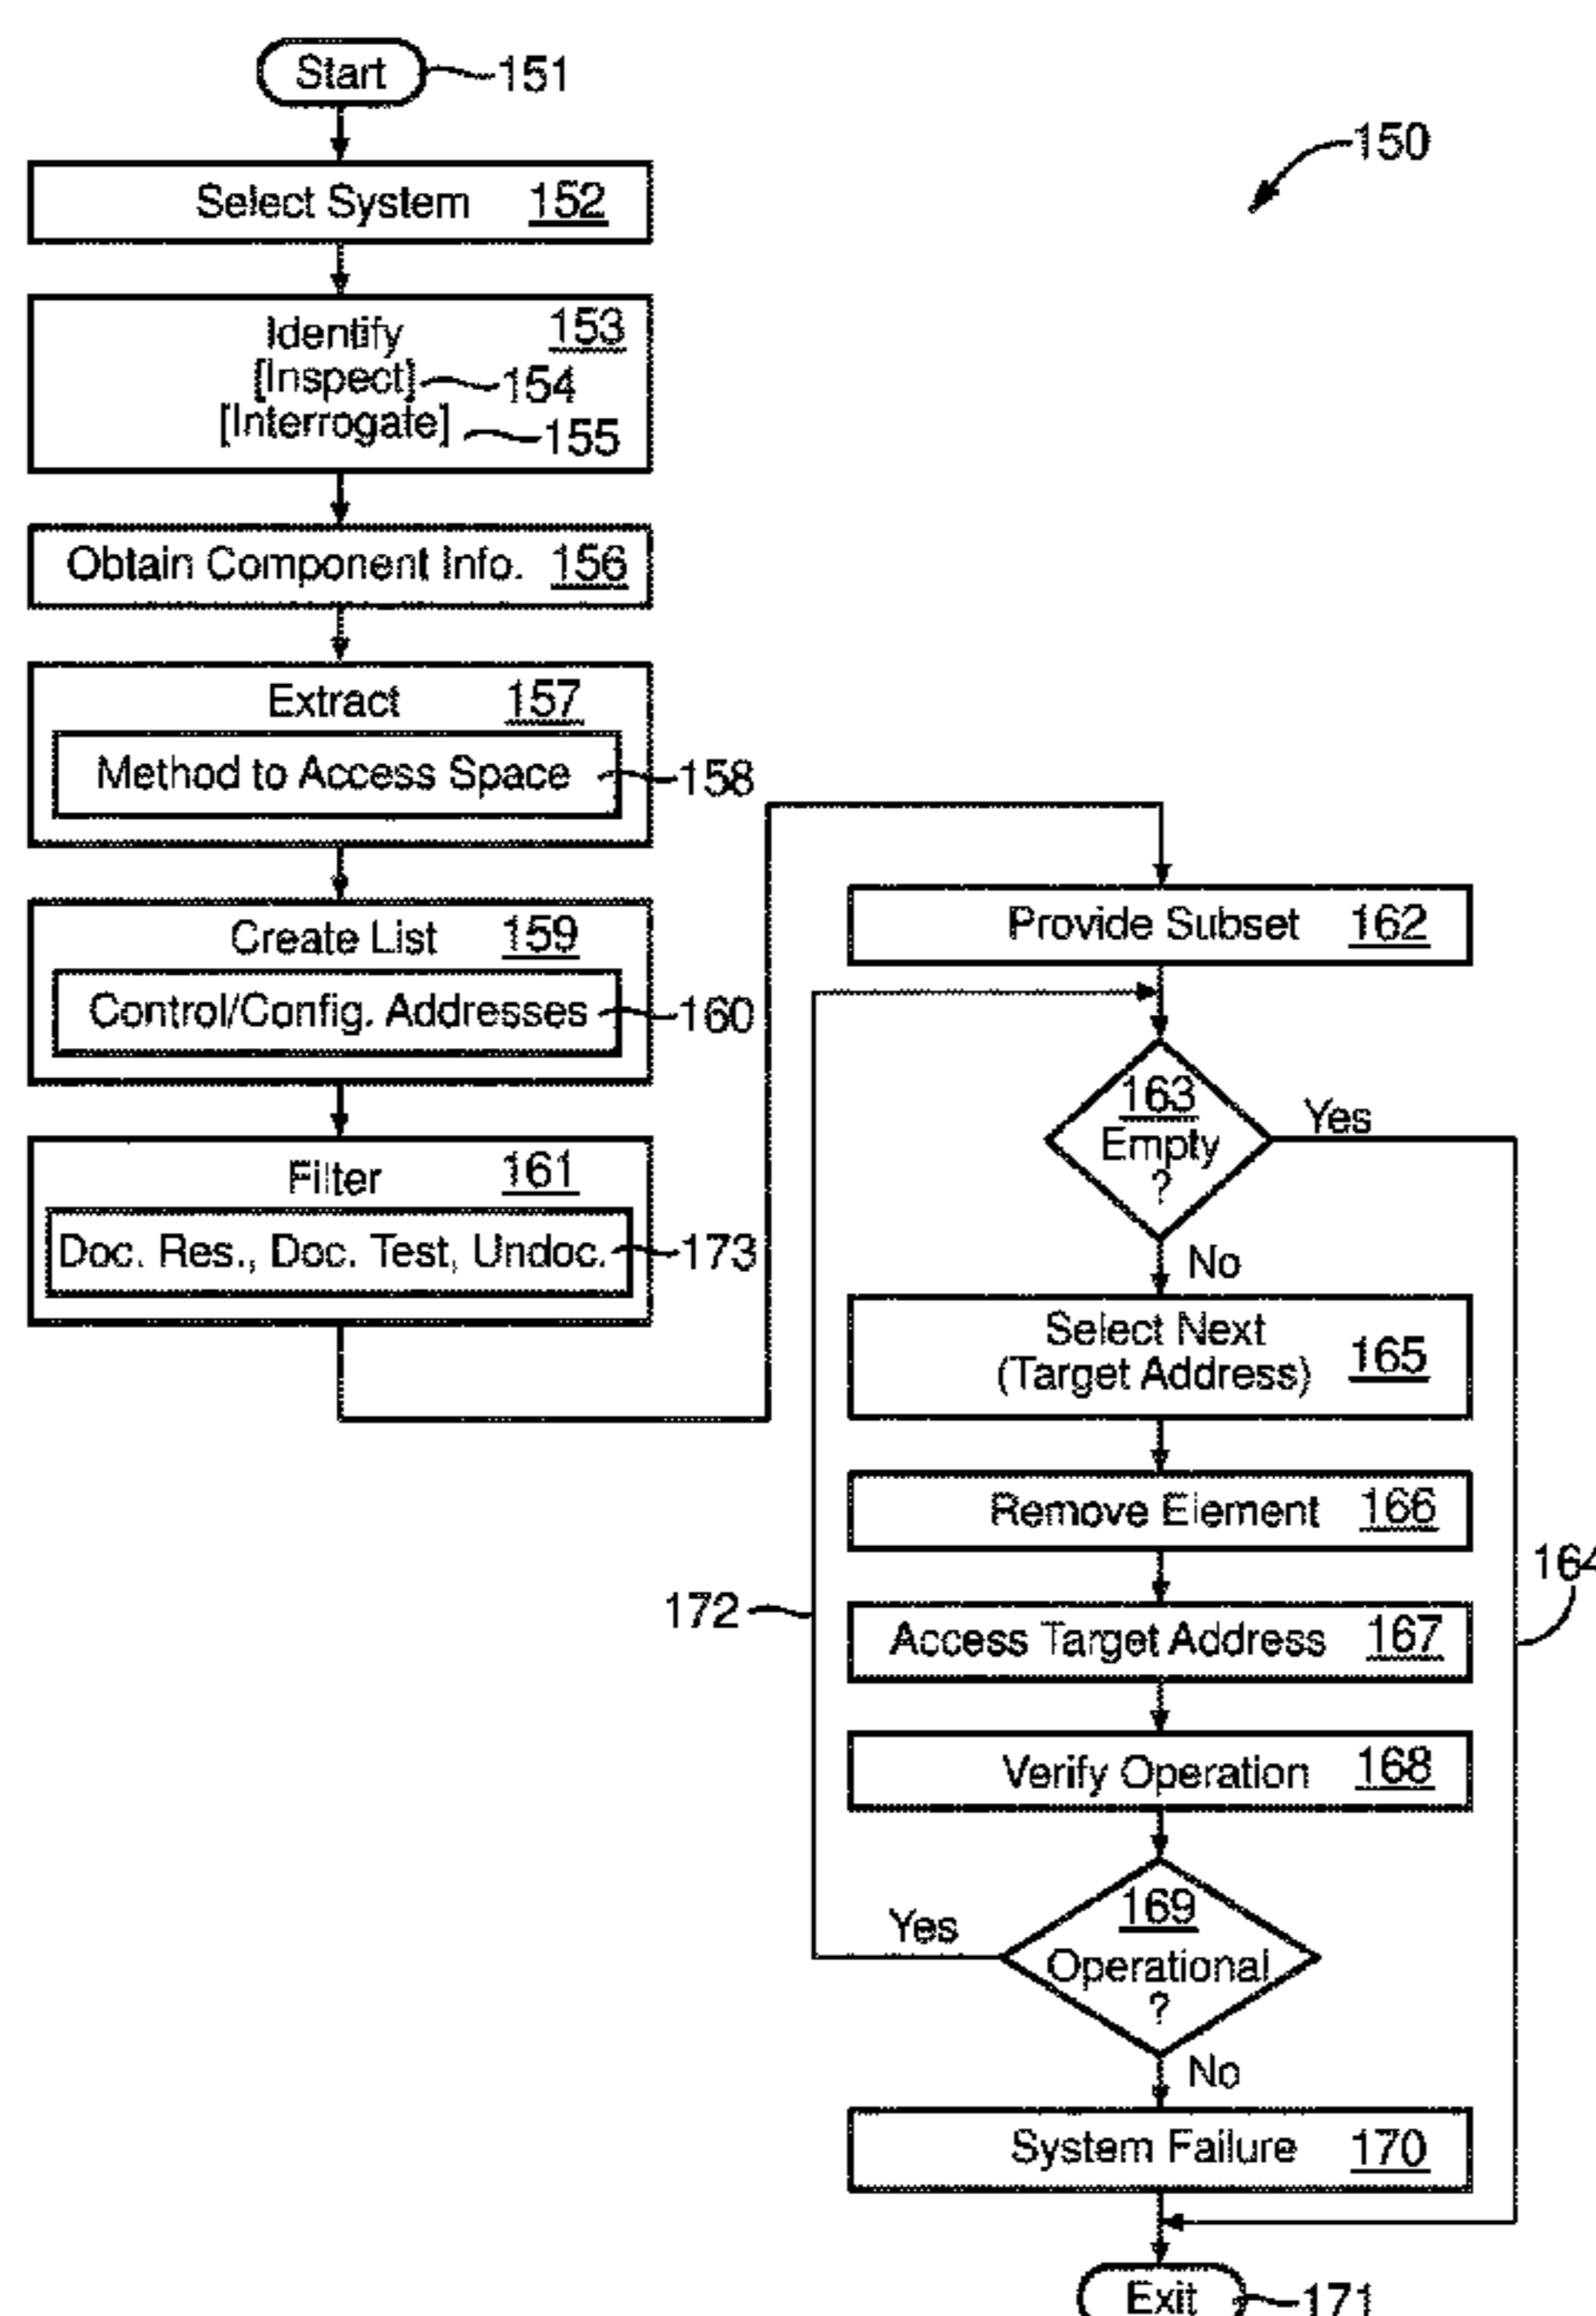 Start 151
150
Select System 152
Identify 153
[Inspect] 154
[Interrogate] 155
Obtain Component Info. 156
Extract 157
Method to Access Space 158
Create List 159
Control/Config. Addresses 160
Filter 161
Doc. Res., Doc. Test, Undoc. 173
Provide Subset 162
163
Empty
?
Yes
No
Select Next
(Target Address) 165
Remove Element 166
164
172
Access Target Address 167
Verify Operation 168
169
Operational
?
Yes
No
System Failure 170
Exit 171